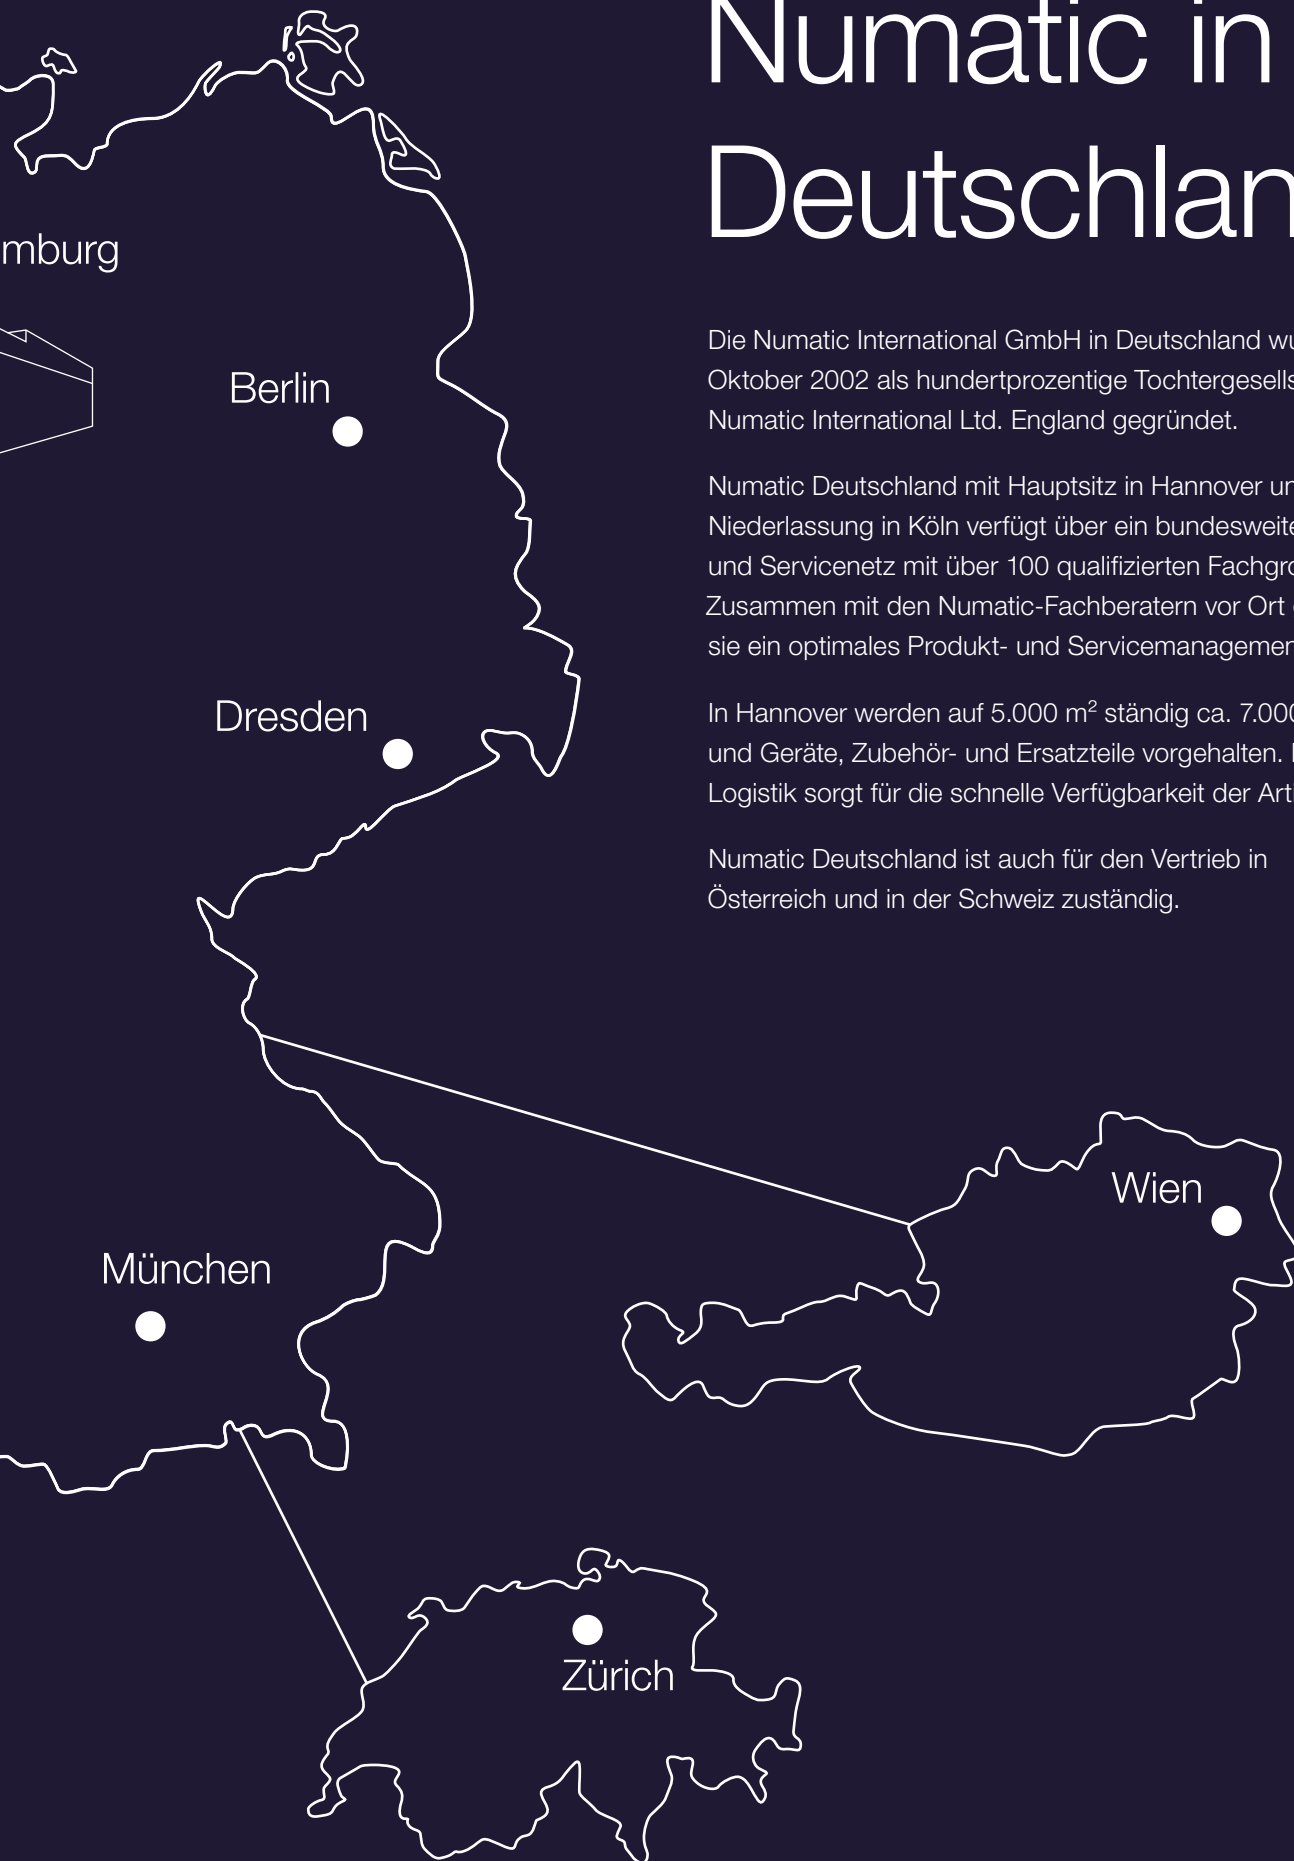 Numatic in
Deutschlan
Die Numatic International GmbH in Deutschland wu
Oktober 2002 als hundertprozentige Tochtergesells
Numatic International Ltd. England gegründet.
Numatic Deutschland mit Hauptsitz in Hannover un
Niederlassung in Köln verfügt über ein bundesweite
und Servicenetz mit über 100 qualifizierten Fachgro
Zusammen mit den Numatic-Fachberatern vor Ort
sie ein optimales Produkt- und Servicemanagemen
In Hannover werden auf 5.000 m² ständig ca. 7.000
und Geräte, Zubehör- und Ersatzteile vorgehalten.
Logistik sorgt für die schnelle Verfügbarkeit der Arti
Numatic Deutschland ist auch für den Vertrieb in
Österreich und in der Schweiz zuständig.
mburg
Berlin
Dresden
München
Wien
Zürich